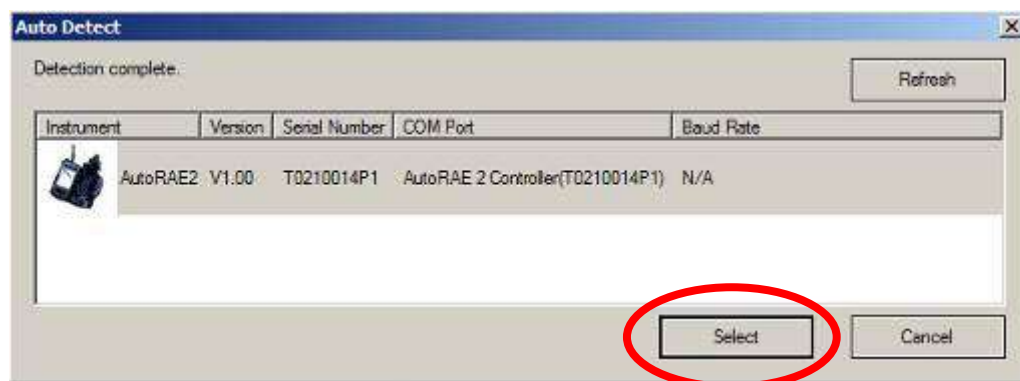 Auto Detect
Detection complete.
Refresh
Instrument Version Serial Number COM Port Baud Rate
AutoRAE2 V1.00 T0210014P1 AutoRAE 2 Controller(T0210014P1) N/A
Select Cancel